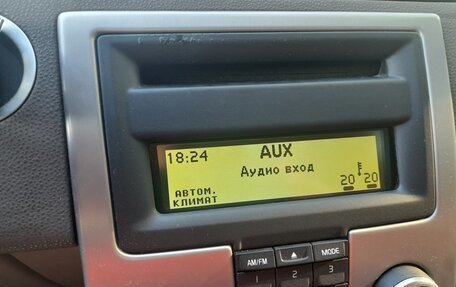 18:24 AUX
Аудио вход
20 20
АВТОМ.
КЛИМАТ
AM/FM MODE
1 2 3